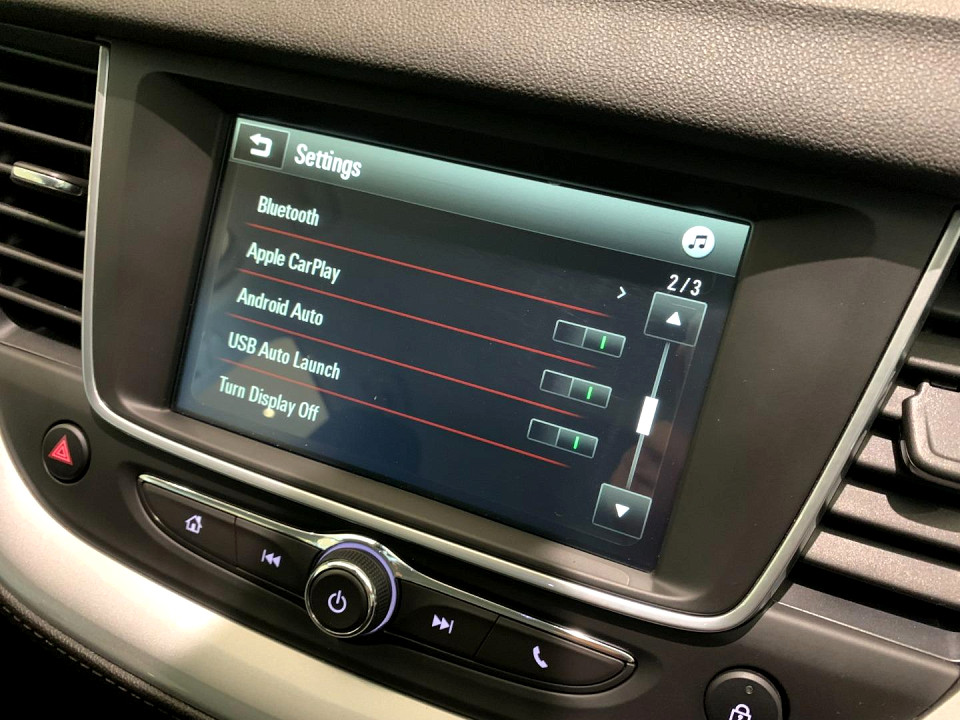 Settings
Bluetooth
2/3
Apple CarPlay
Android Auto
USB Auto Launch
Turn Display Off